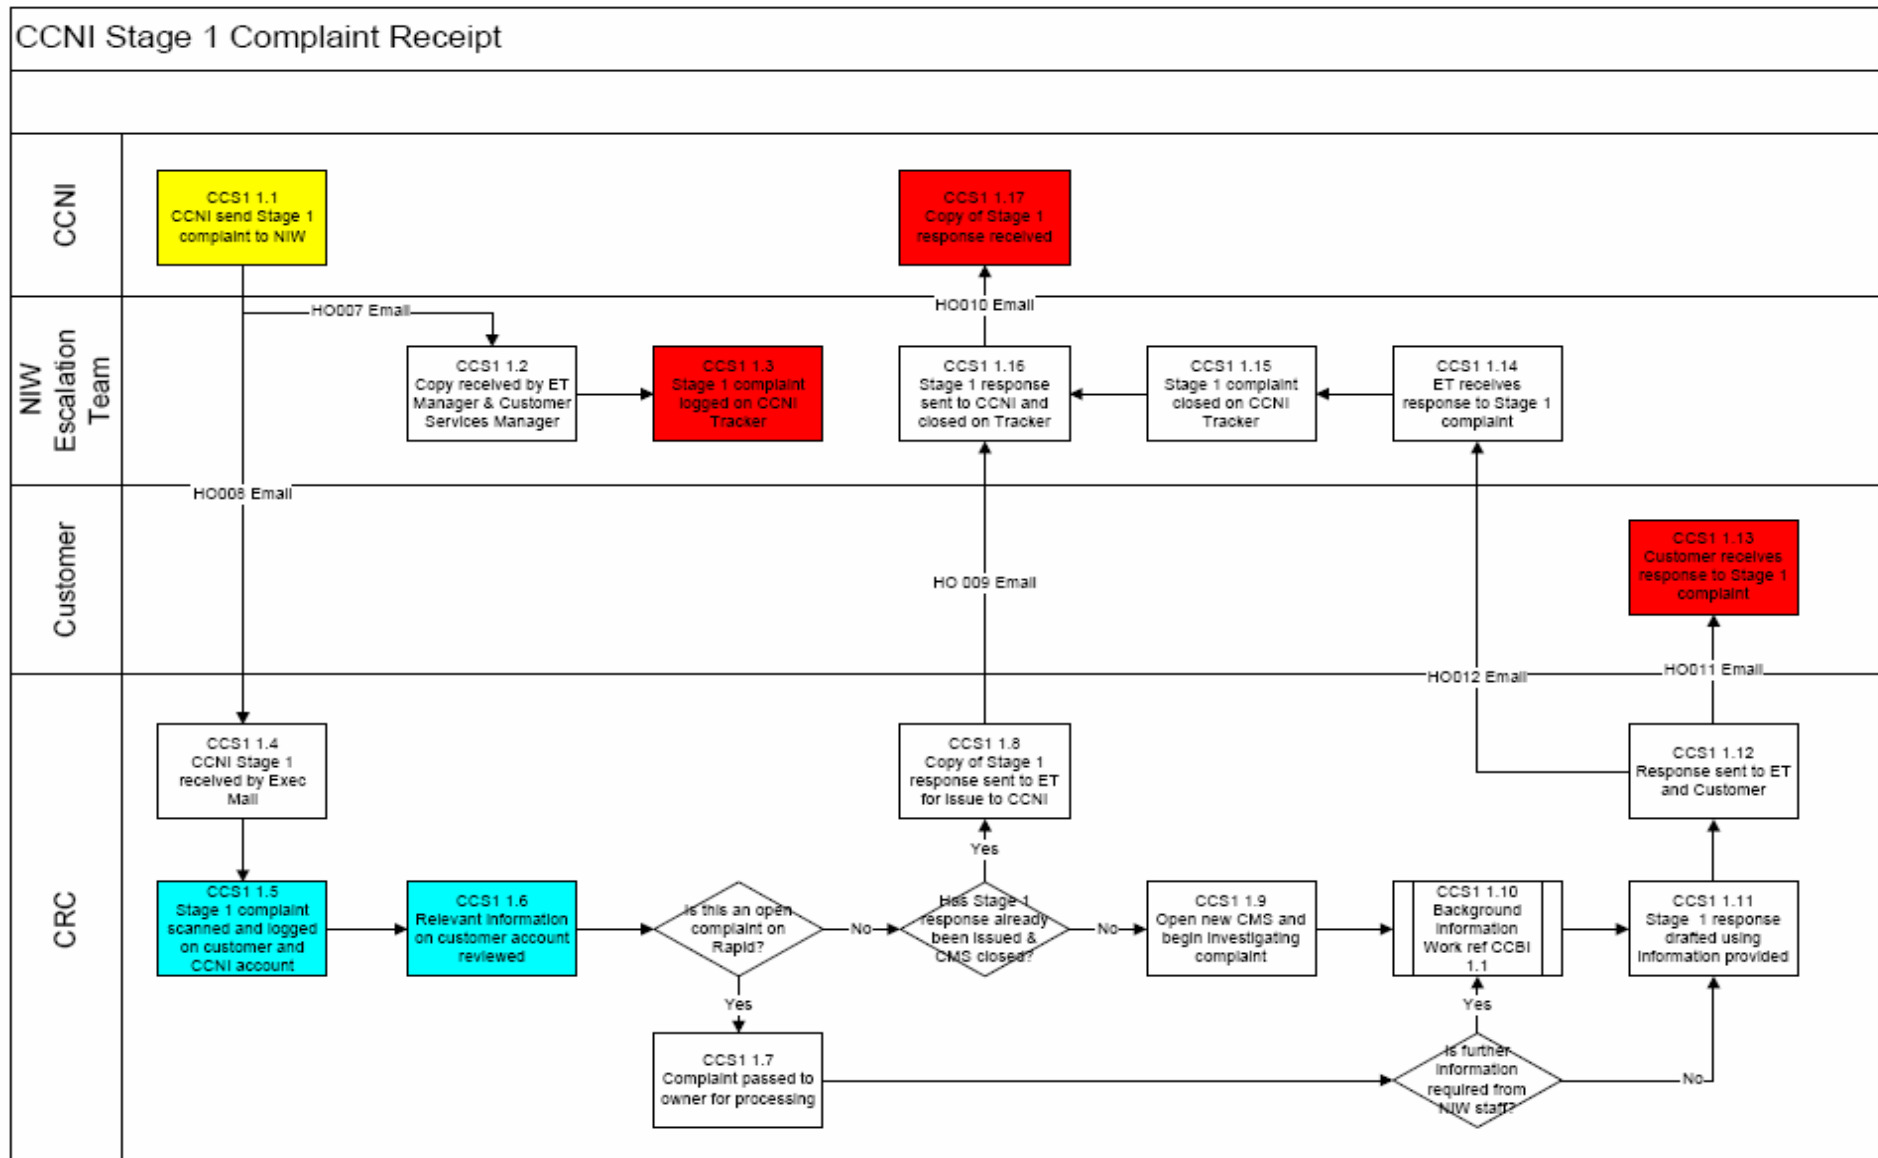 CCNI Stage 1 Complaint Receipt
CCNI
CCS1 1.1
CCNI send Stage 1
complaint to NIW
CCS1 1.17
Copy of Stage 1
response received
HO010 Email
NIW
Escalation
Team
HO007 Email
CCS1 1.2
Copy received by ET
Manager & Customer
Services Manager
CCS1 1.3
Stage 1 complaint
logged on CCNI
Tracker
CCS1 1.16
Stage 1 response
sent to CCNI and
closed on Tracker
CCS1 1.15
Stage 1 complaint
closed on CCNI
Tracker
CCS1 1.14
ET receives
response to Stage 1
complaint
HO008 Email
Customer
HO 009 Email
CCS1 1.13
Customer receives
response to Stage 1
complaint
HO012 Email
HO011 Email
CRC
CCS1 1.4
CCNI Stage 1
received by Exec
Mail
CCS1 1.8
Copy of Stage 1
response sent to ET
for issue to CCNI
CCS1 1.12
Response sent to ET
and Customer
Yes
CCS1 1.5
Stage 1 complaint
scanned and logged
on customer and
CCNI account
CCS1 1.6
Relevant information
on customer account
reviewed
Is this an open
complaint on
Rapid?
No
Has Stage 1
response already
been issued &
CMS closed?
No
CCS1 1.9
Open new CMS and
begin investigating
complaint
CCS1 1.10
Background
Information
Work ref CCBI
1.1
CCS1 1.11
Stage 1 response
drafted using
information provided
Yes
Yes
CCS1 1.7
Complaint passed to
owner for processing
Is further
information
required from
NIW staff?
No